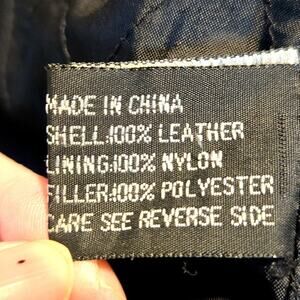 MADE IN CHINA
SHELL:100% LEATHER
LINING:100% NYLON
FILLER:100% POLYESTER
CARE SEE REVERSE SIDE